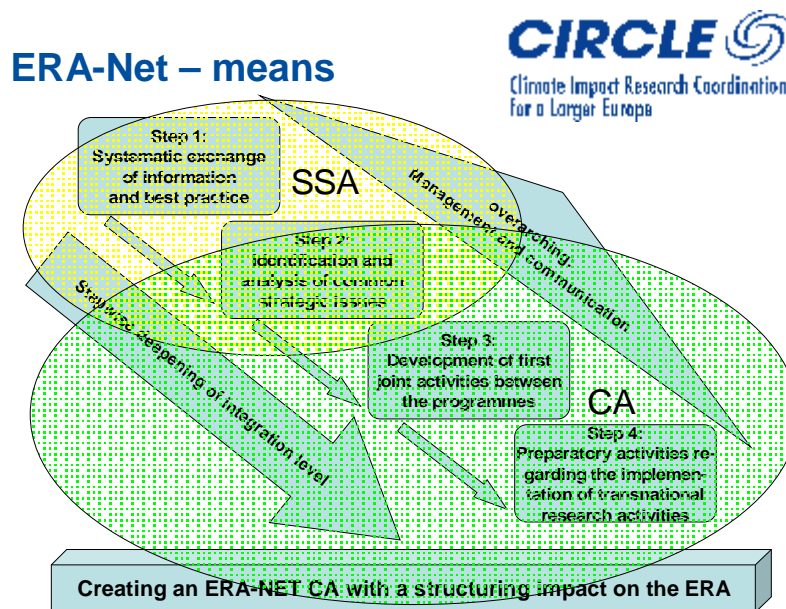 CIRCLE
Climate Impact Research Coordination
For a Larger Europe
ERA-Net – means
Step 1:
Systematic exchange
of information
and best practice
SSA
overarching:
Management and communication
Step 2:
identification and
analysis of common
strategic issues
Stepwise deepening of integration level
Step 3:
Development of first
joint activities between
the programmes
CA
Step 4:
Preparatory activities re-
garding the implemen-
tation of transnational
research activities
Creating an ERA-NET CA with a structuring impact on the ERA